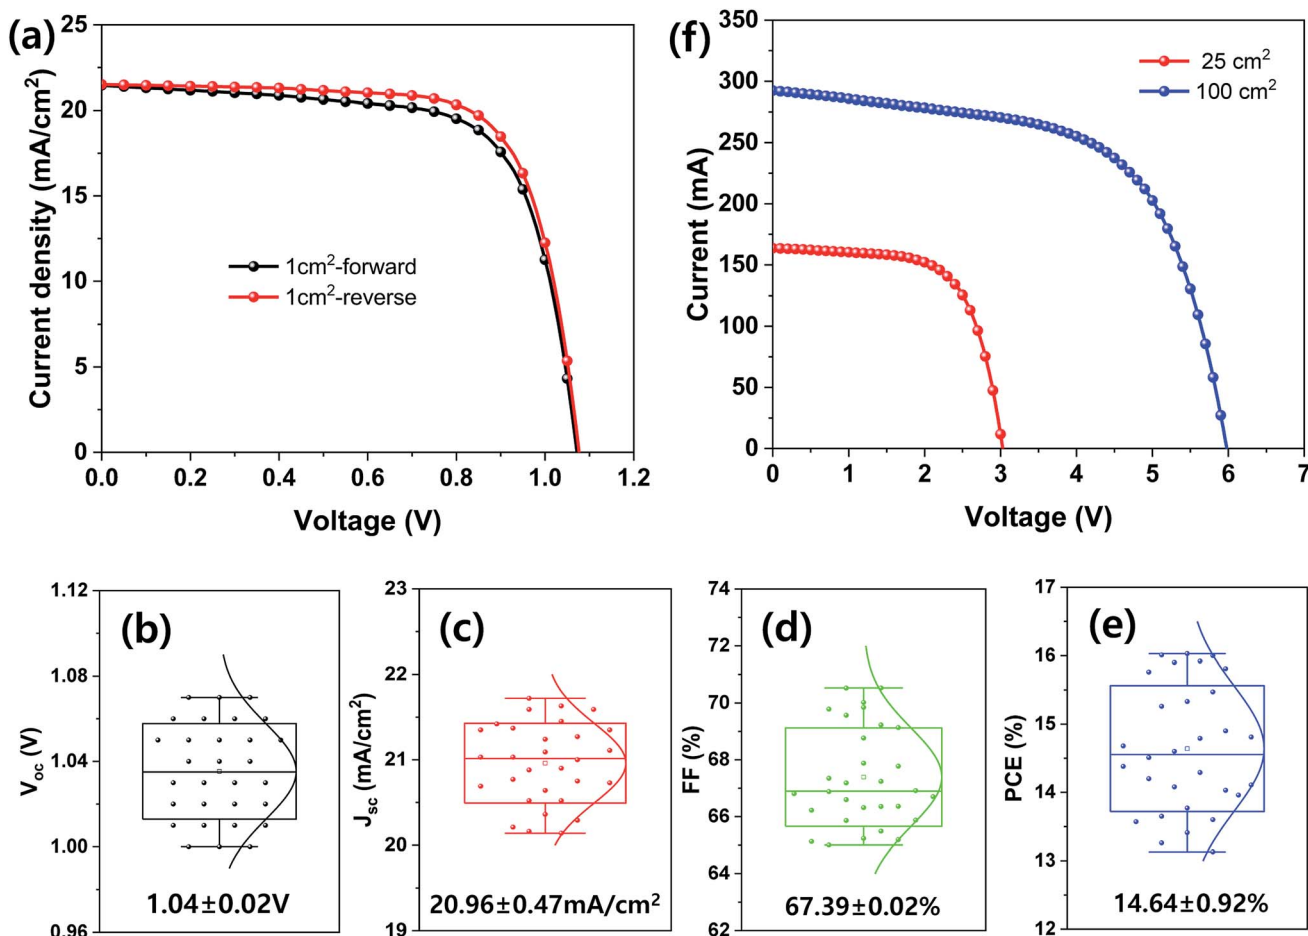 (a)
25
20
15
10
5
0
Current density (mA/cm²)
1cm²-forward
1cm²-reverse
0.0 0.2 0.4 0.6 0.8 1.0 1.2
Voltage (V)
(f)
350
300
250
200
150
100
50
0
Current (mA)
25 cm²
100 cm²
0 1 2 3 4 5 6 7
Voltage (V)
(b)
1.12
1.08
1.04
1.00
0.96
Voc (V)
1.04±0.02V
(c)
23
22
21
20
19
Jsc (mA/cm²)
20.96±0.47mA/cm²
(d)
74
72
70
68
66
64
62
FF (%)
67.39±0.02%
(e)
17
16
15
14
13
12
PCE (%)
14.64±0.92%